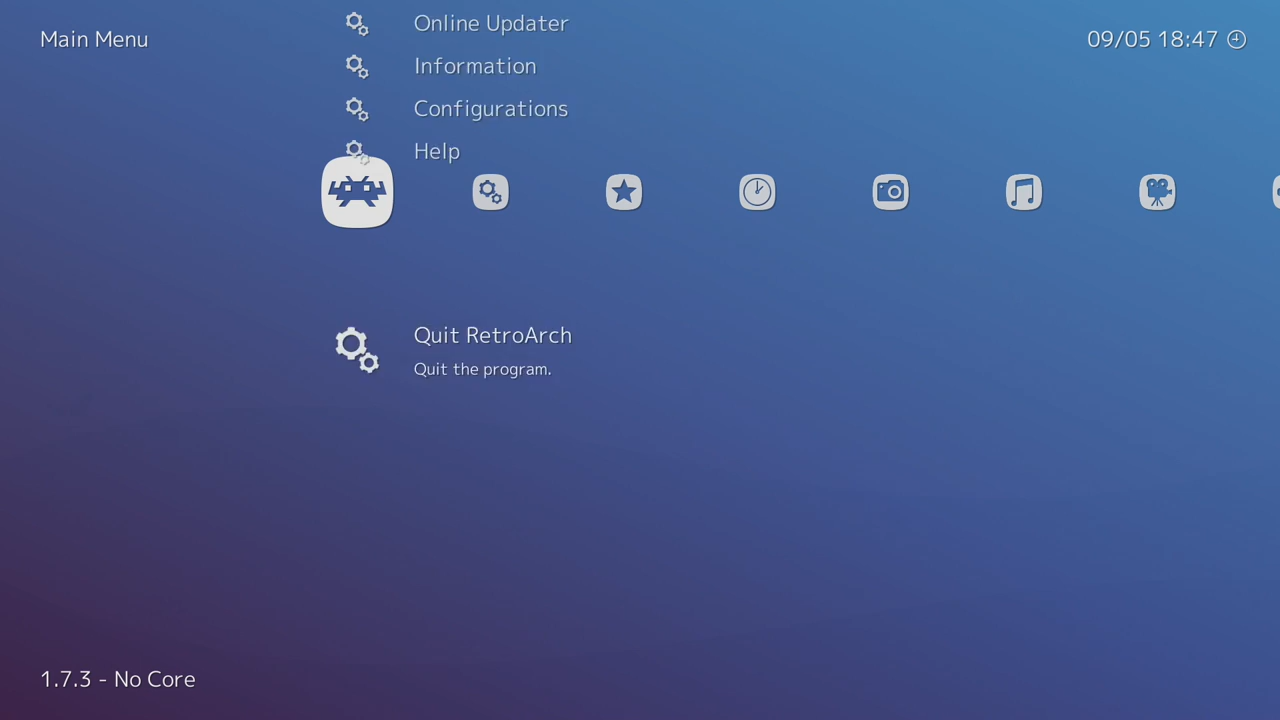 Online Updater
Main Menu
09/05 18:47
Information
Configurations
Help
Quit RetroArch
Quit the program.
1.7.3 - No Core